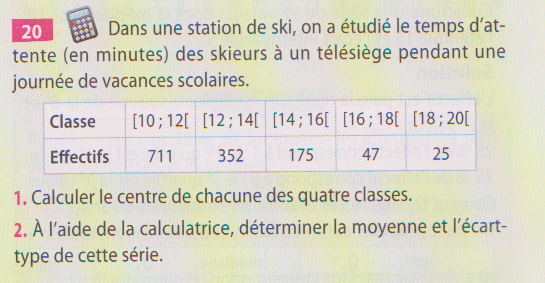 20 Dans une station de ski, on a étudié le temps d'at-
tente (en minutes) des skieurs à un télésiège pendant une
journée de vacances scolaires.
Classe [10 ; 12[ [12 ; 14[ [14 ; 16[ [16 ; 18[ [18 ; 20[
Effectifs 711 352 175 47 25
1. Calculer le centre de chacune des quatre classes.
2. À l'aide de la calculatrice, déterminer la moyenne et l'écart-
type de cette série.